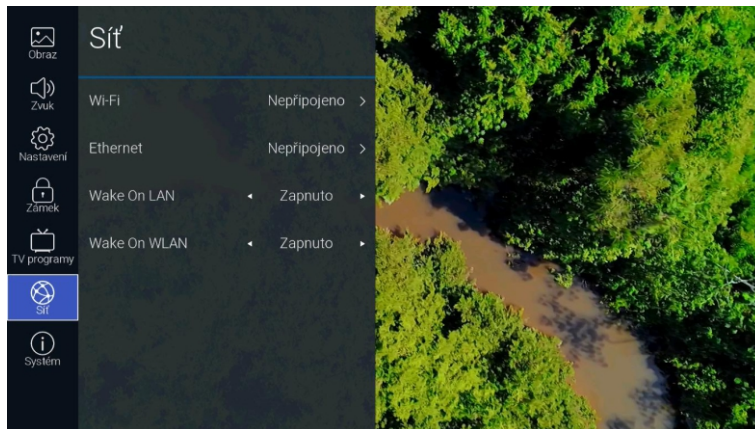 Obraz
Zvuk
Nastavení
Zámek
TV programy
Síť
Systém
Síť
Wi-Fi Nepřipojeno >
Ethernet Nepřipojeno >
Wake On LAN ◂ Zapnuto ▸
Wake On WLAN ◂ Zapnuto ▸